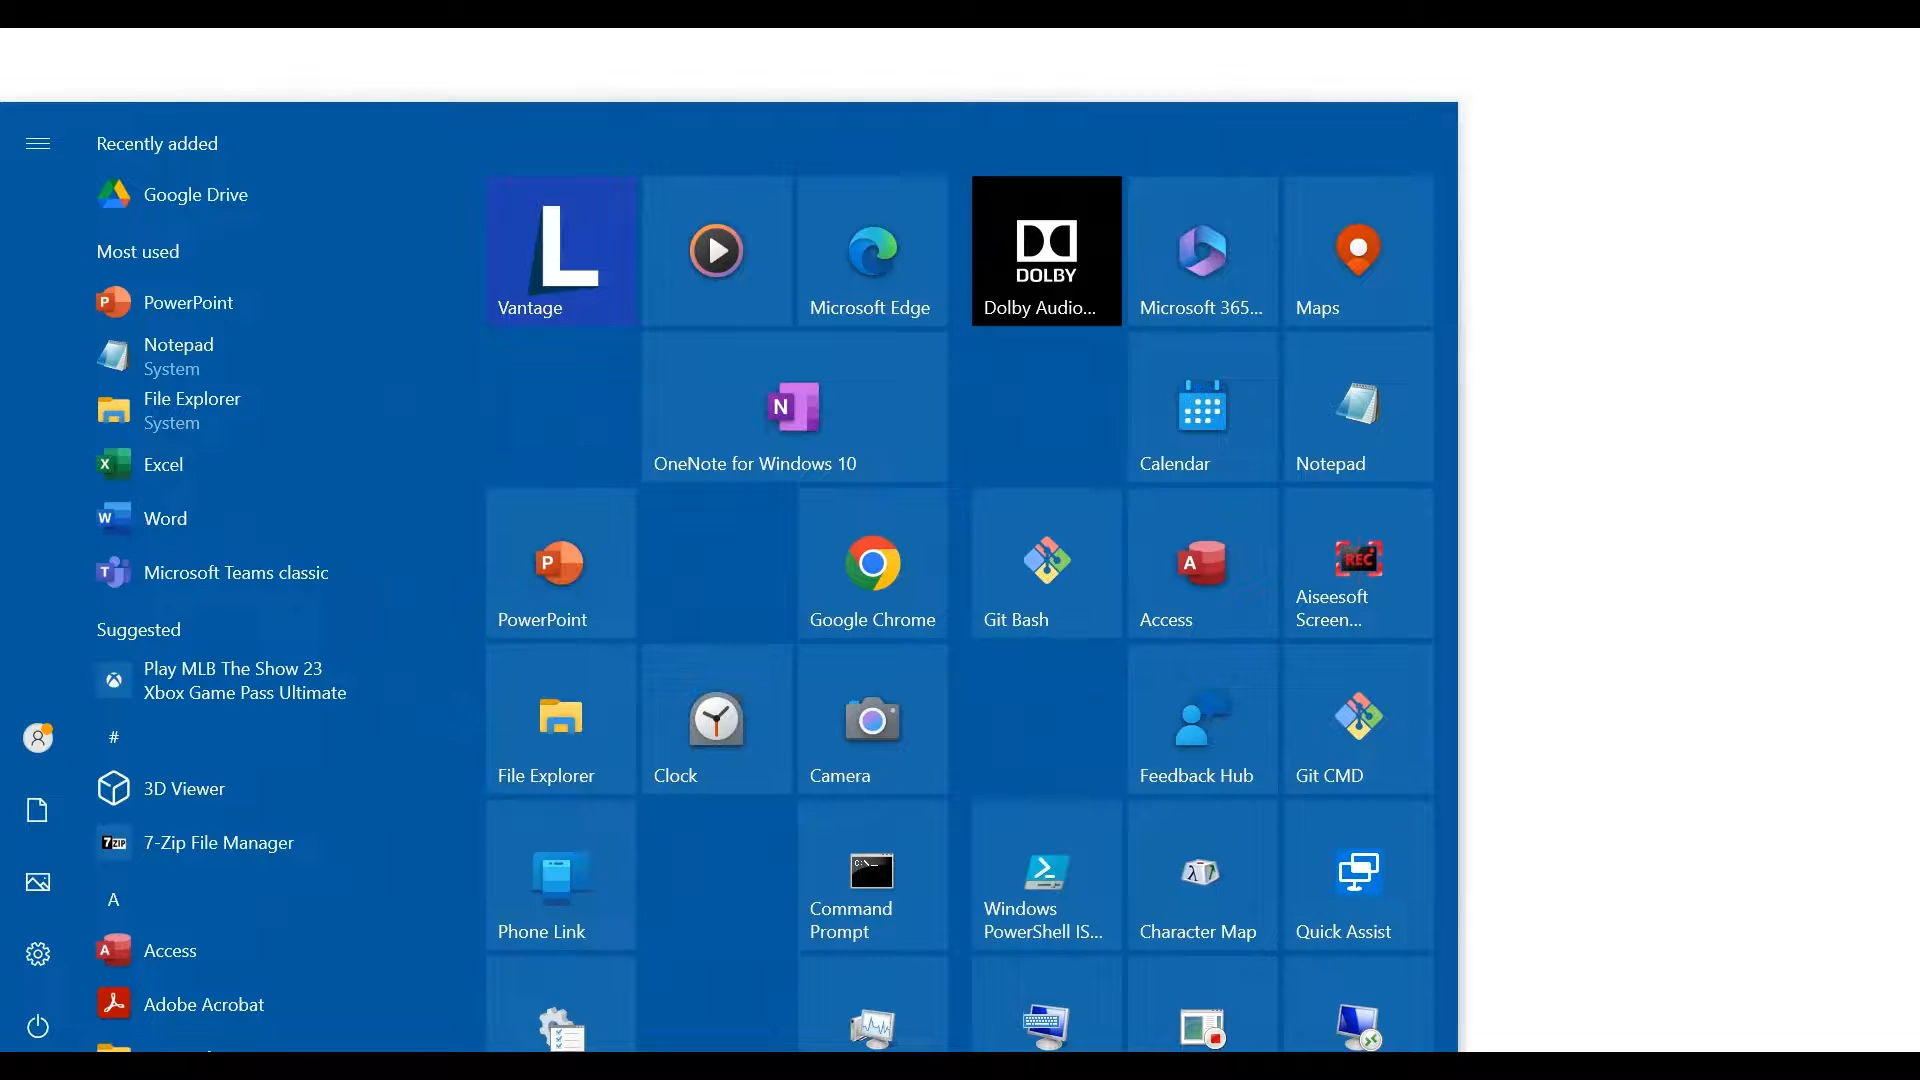 Recently added
Google Drive
Most used
PowerPoint
Notepad
System
File Explorer
System
Excel
Word
Microsoft Teams classic
Suggested
Play MLB The Show 23
Xbox Game Pass Ultimate
#
3D Viewer
7-Zip File Manager
A
Access
Adobe Acrobat
Vantage
Microsoft Edge
DOLBY
Dolby Audio...
Microsoft 365...
Maps
OneNote for Windows 10
Calendar
Notepad
PowerPoint
Google Chrome
Git Bash
Access
REC
Aiseesoft
Screen...
File Explorer
Clock
Camera
Feedback Hub
Git CMD
Phone Link
Command
Prompt
Windows
PowerShell IS...
Character Map
Quick Assist